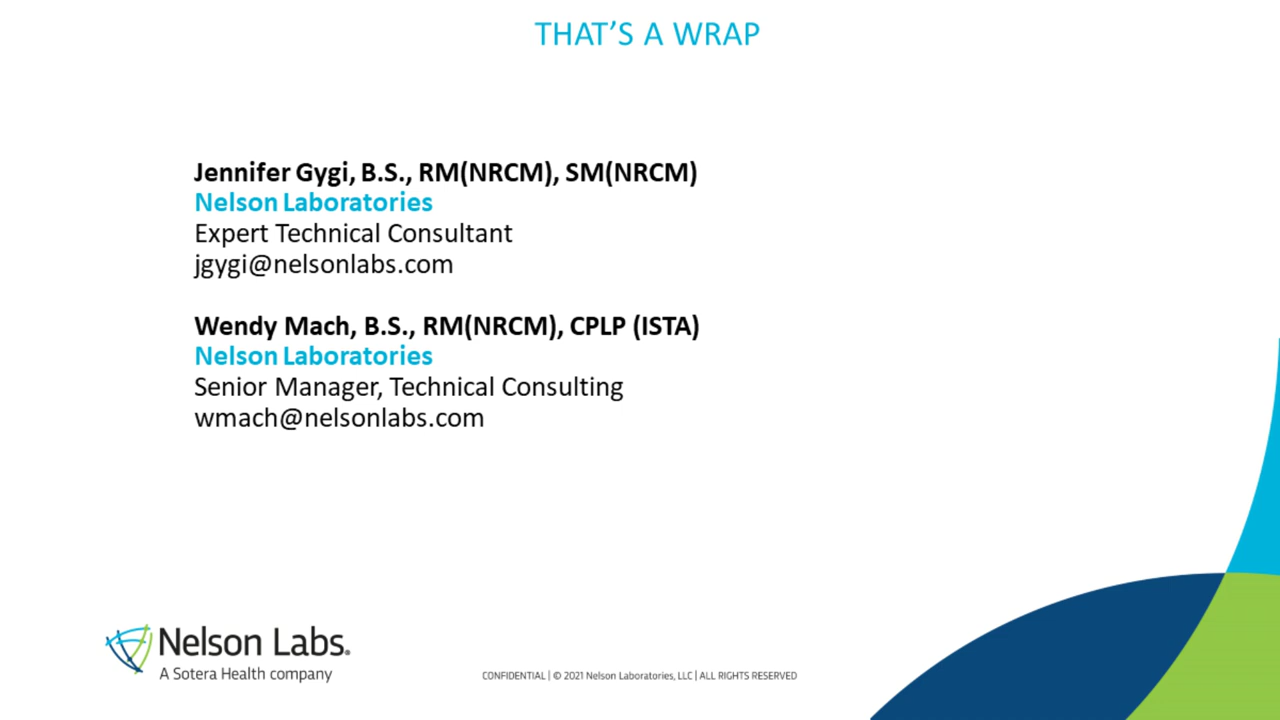 THAT’S A WRAP
Jennifer Gygi, B.S., RM(NRCM), SM(NRCM)
Nelson Laboratories
Expert Technical Consultant
jgygi@nelsonlabs.com
Wendy Mach, B.S., RM(NRCM), CPLP (ISTA)
Nelson Laboratories
Senior Manager, Technical Consulting
wmach@nelsonlabs.com
Nelson Labs®
A Sotera Health company
CONFIDENTIAL | © 2021 Nelson Laboratories, LLC | ALL RIGHTS RESERVED